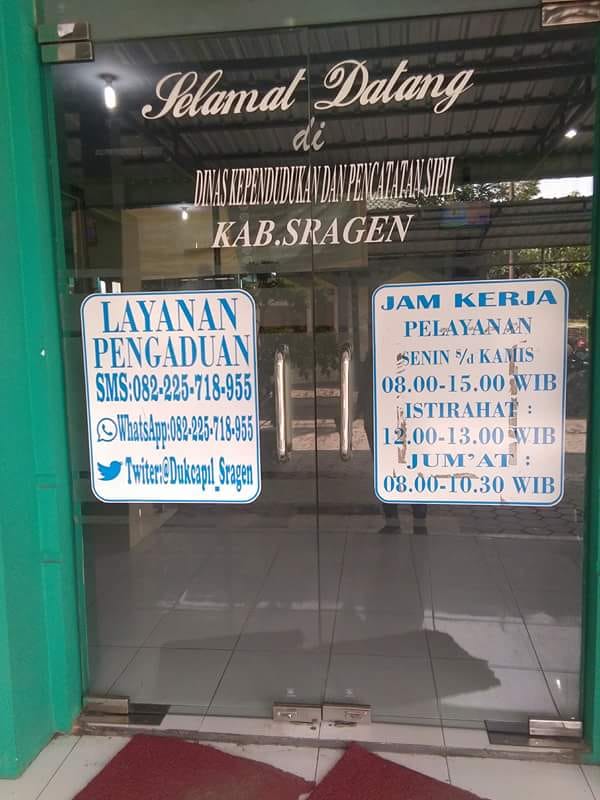 Selamat Datang
di
DINAS KEPENDUDUKAN DAN PENCATATAN SIPIL
KAB.SRAGEN
LAYANAN
PENGADUAN
SMS:082-225-718-955
WhatsApp:082-225-718-955
Twiter:@Dukcapil_Sragen
JAM KERJA
PELAYANAN
SENIN s/d KAMIS
08.00-15.00 WIB
ISTIRAHAT :
12.00-13.00 WIB
JUM'AT :
08.00-10.30 WIB